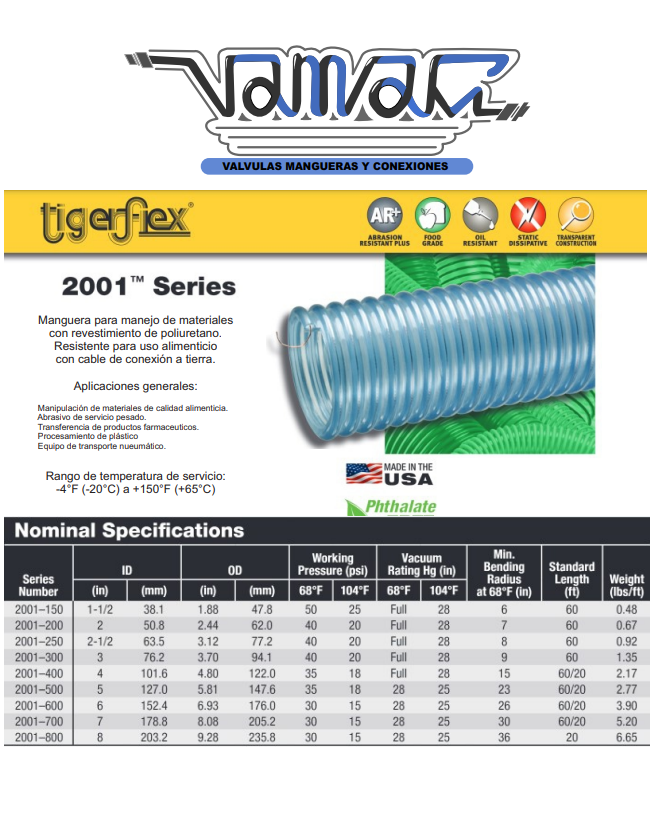 Vamac
VALVULAS MANGUERAS Y CONEXIONES
tigerflex®
AR+
ABRASION RESISTANT PLUS
FOOD GRADE
OIL RESISTANT
STATIC DISSIPATIVE
TRANSPARENT CONSTRUCTION
2001™ Series
Manguera para manejo de materiales
con revestimiento de poliuretano.
Resistente para uso alimenticio
con cable de conexión a tierra.
Aplicaciones generales:
Manipulación de materiales de calidad alimenticia.
Abrasivo de servicio pesado.
Transferencia de productos farmaceuticos.
Procesamiento de plástico
Equipo de transporte nueumático.
Rango de temperatura de servicio:
-4°F (-20°C) a +150°F (+65°C)
MADE IN THE
USA
Phthalate
Nominal Specifications
Series Number | ID | OD | Working Pressure (psi) | Vacuum Rating Hg (in) | Min. Bending Radius at 68°F (in) | Standard Length (ft) | Weight (lbs/ft)
(in) | (mm) | (in) | (mm) | 68°F | 104°F | 68°F | 104°F
2001–150 1-1/2 38.1 1.88 47.8 50 25 Full 28 6 60 0.48
2001–200 2 50.8 2.44 62.0 40 20 Full 28 7 60 0.67
2001–250 2-1/2 63.5 3.12 77.2 40 20 Full 28 8 60 0.92
2001–300 3 76.2 3.70 94.1 40 20 Full 28 9 60 1.35
2001–400 4 101.6 4.80 122.0 35 18 Full 28 15 60/20 2.17
2001–500 5 127.0 5.81 147.6 35 18 28 25 23 60/20 2.77
2001–600 6 152.4 6.93 176.0 30 15 28 25 26 60/20 3.90
2001–700 7 178.8 8.08 205.2 30 15 28 25 30 60/20 5.20
2001–800 8 203.2 9.28 235.8 30 15 28 25 36 20 6.65